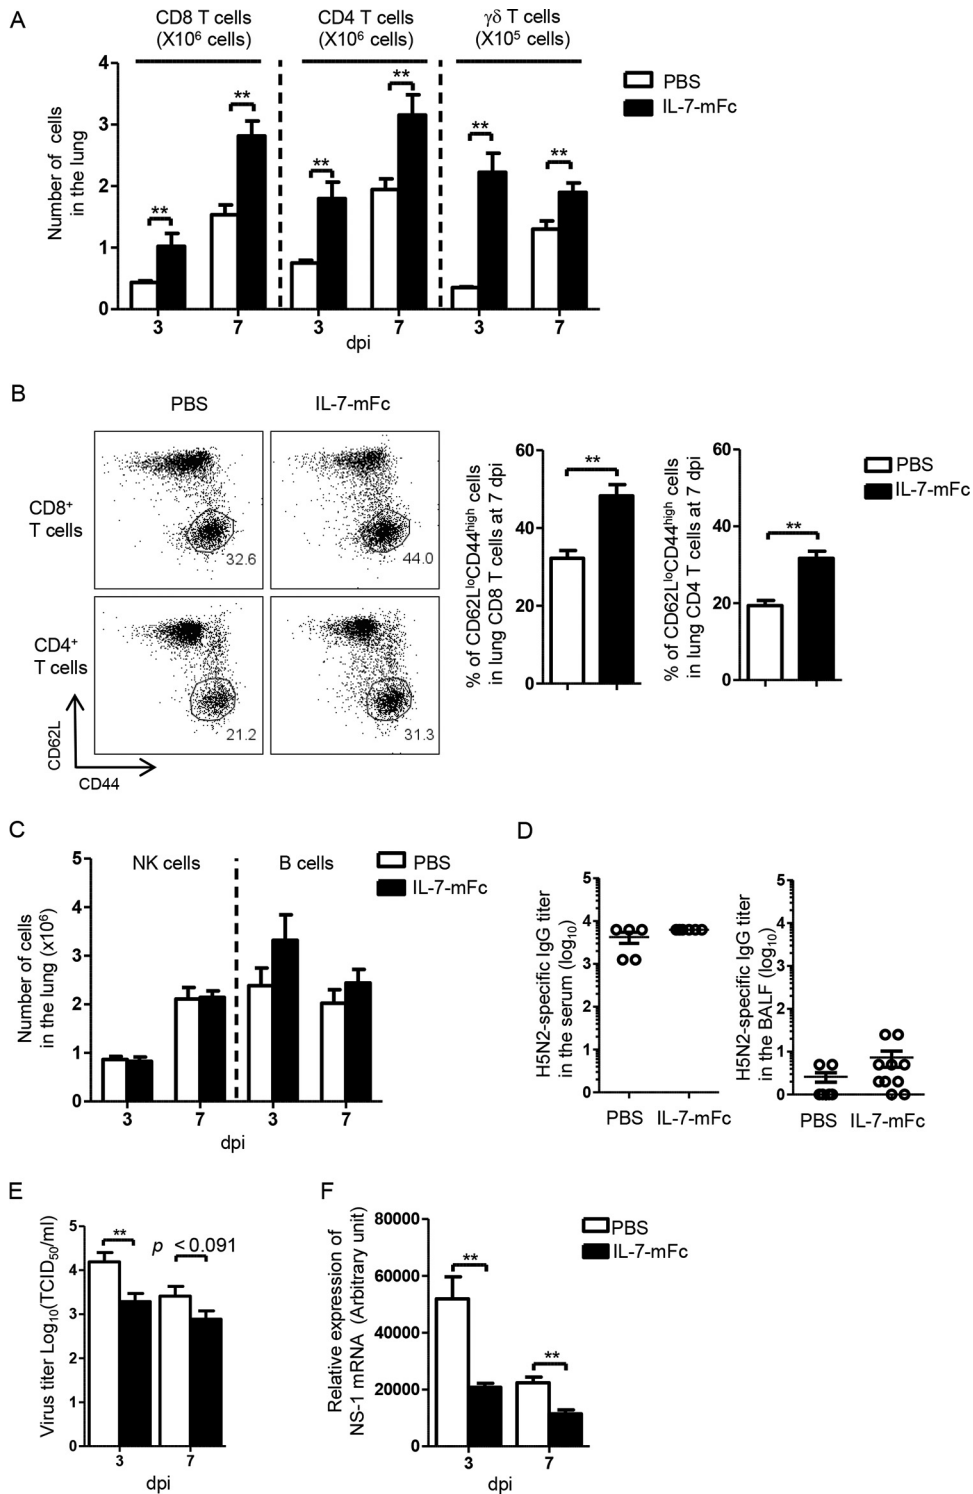 A
CD8 T cells
(X10⁶ cells)
CD4 T cells
(X10⁶ cells)
γδ T cells
(X10⁵ cells)
PBS
IL-7-mFc
Number of cells
in the lung
4
3
2
1
0
** ** ** ** ** **
3 7 3 7 3 7
dpi
B
PBS
IL-7-mFc
CD8⁺
T cells
32.6
44.0
CD4⁺
T cells
21.2
31.3
CD62L
CD44
% of CD62LˡᵒCD44ʰⁱᵍʰ cells
in lung CD8 T cells at 7 dpi
60
40
20
0
**
% of CD62LˡᵒCD44ʰⁱᵍʰ cells
in lung CD4 T cells at 7 dpi
60
40
20
0
**
PBS
IL-7-mFc
C
NK cells
B cells
PBS
IL-7-mFc
Number of cells
in the lung (x10⁶)
5
4
3
2
1
0
3 7 3 7
dpi
D
H5N2-specific IgG titer
in the serum (log₁₀)
5
4
3
2
1
0
PBS IL-7-mFc
H5N2-specific IgG titer
in the BALF (log₁₀)
5
4
3
2
1
0
PBS IL-7-mFc
E
Virus titer Log₁₀(TCID₅₀/ml)
5
4
3
2
1
0
**
p < 0.091
3 7
dpi
F
Relative expression of
NS-1 mRNA (Arbitrary unit)
80000
60000
40000
20000
0
**
**
3 7
dpi
PBS
IL-7-mFc